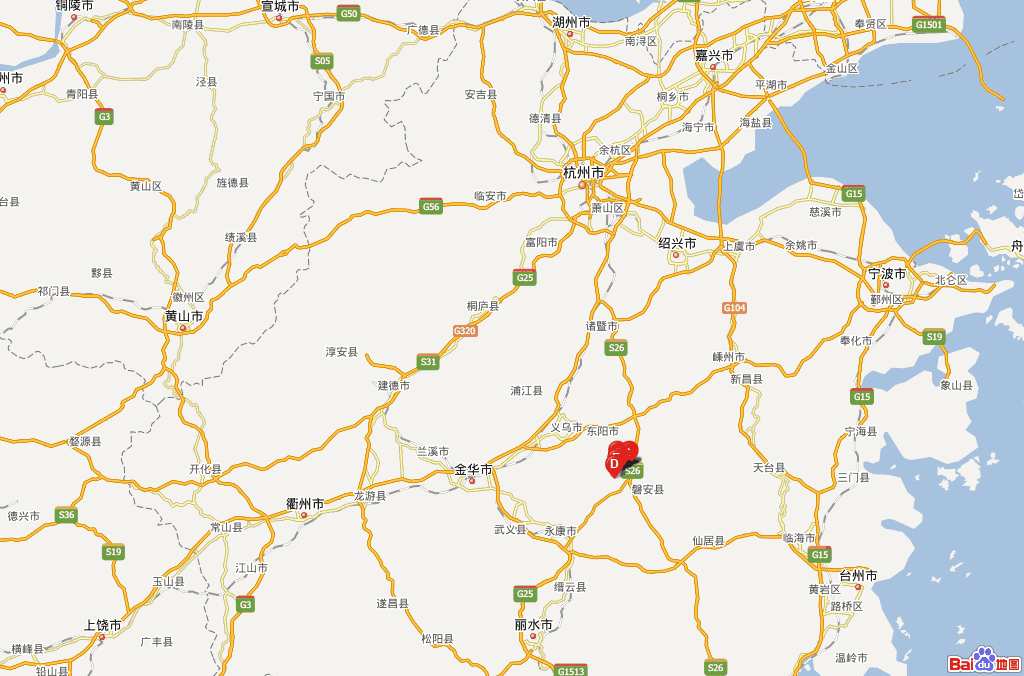 铜陵市
宣城市
G50
湖州市
奉贤区
G1501
南陵县
广德县
南浔区
嘉兴市
S05
金山区
州市
泾县
平湖市
青阳县
宁国市
安吉县
桐乡市
G3
德清县
海宁市
海盐县
余杭区
杭州市
黄山区
旌德县
临安市
G15
岱
台县
G56
萧山区
慈溪市
绩溪县
富阳市
绍兴市
上虞市
余姚市
舟
黟县
G25
宁波市
北仑区
祁门县
徽州区
鄞州区
桐庐县
G104
黄山市
诸暨市
G320
S19
奉化市
淳安县
S31
S26
嵊州市
新昌县
建德市
象山县
浦江县
G15
义乌市
东阳市
宁海县
婺源县
兰溪市
D
开化县
金华市
S26
天台县
三门县
磐安县
龙游县
衢州市
德兴市
S36
常山县
武义县
永康市
仙居县
临海市
S19
G15
江山市
台州市
玉山县
缙云县
黄岩区
G25
遂昌县
G3
路桥区
上饶市
丽水市
广丰县
松阳县
横峰县
温岭市
铅山县
G1513
S26
Bai du 地图